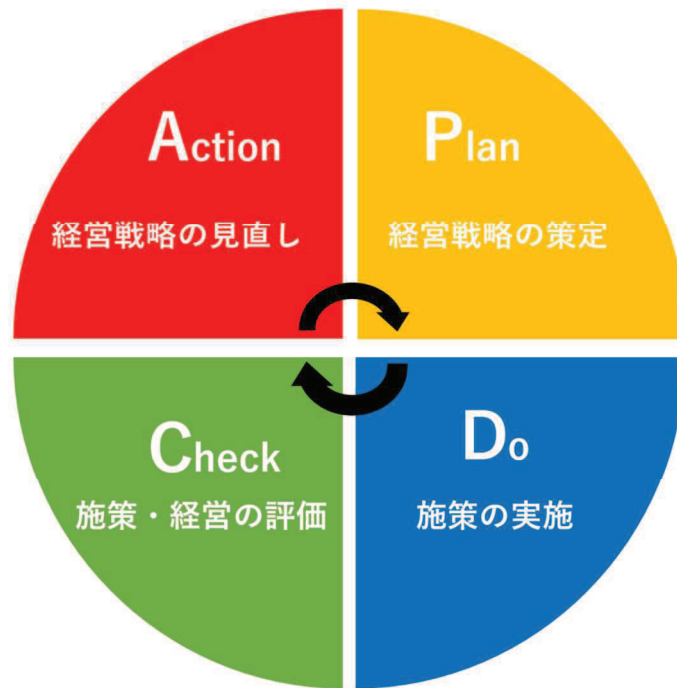 Action
経営戦略の見直し
Plan
経営戦略の策定
Check
施策・経営の評価
Do
施策の実施